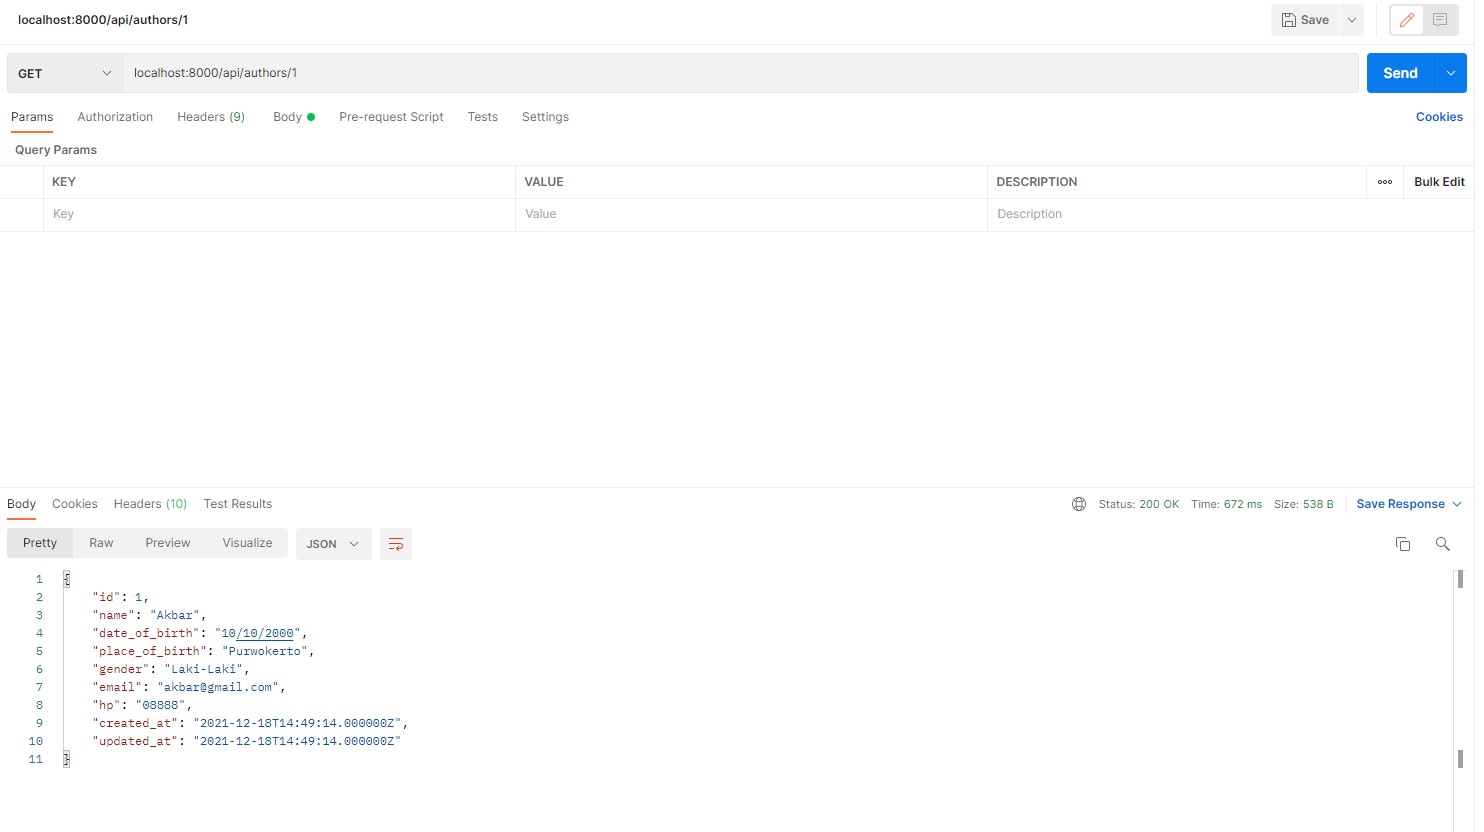 localhost:8000/api/authors/1
Save
GET localhost:8000/api/authors/1 Send
Params Authorization Headers (9) Body Pre-request Script Tests Settings Cookies
Query Params
KEY VALUE DESCRIPTION ooo Bulk Edit
Key Value Description
Body Cookies Headers (10) Test Results Status: 200 OK Time: 672 ms Size: 538 B Save Response
Pretty Raw Preview Visualize JSON
1 {
2 "id": 1,
3 "name": "Akbar",
4 "date_of_birth": "10/10/2000",
5 "place_of_birth": "Purwokerto",
6 "gender": "Laki-Laki",
7 "email": "akbar@gmail.com",
8 "hp": "08888",
9 "created_at": "2021-12-18T14:49:14.000000Z",
10 "updated_at": "2021-12-18T14:49:14.000000Z"
11 }